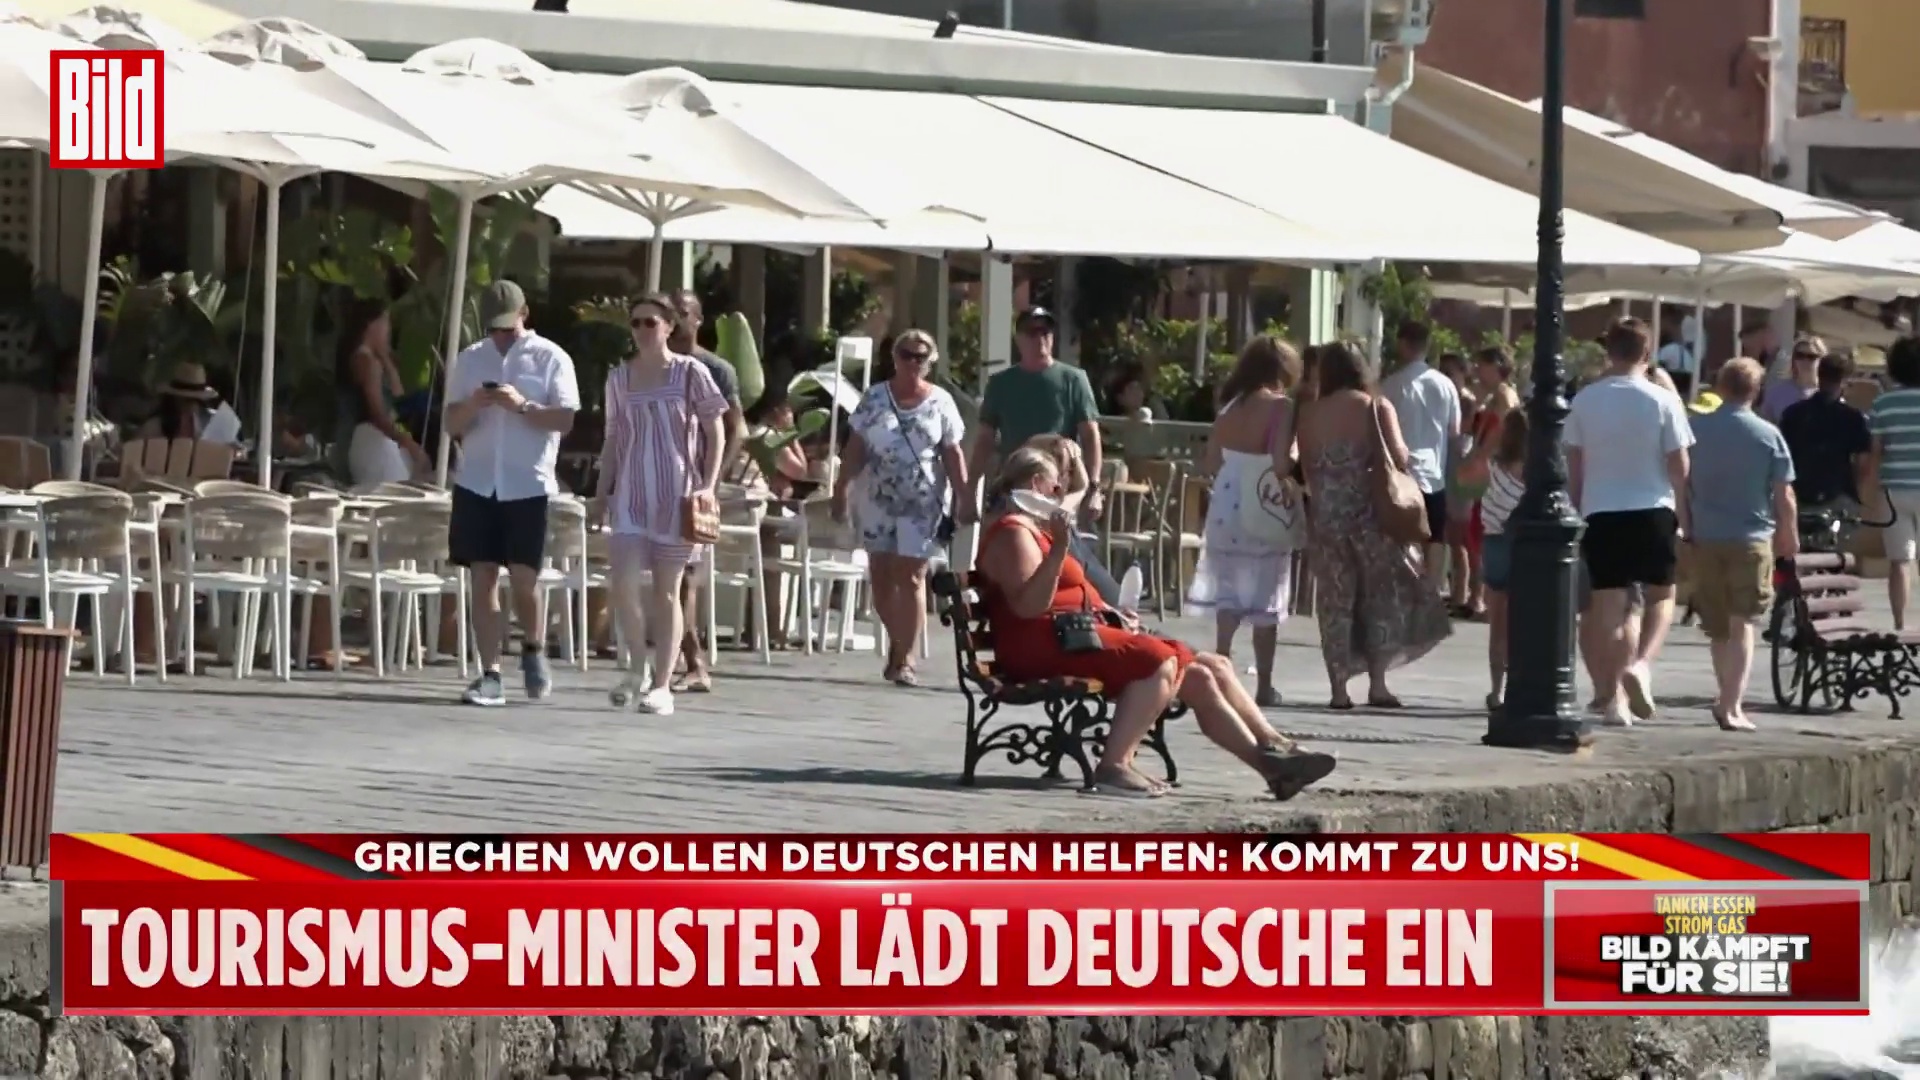 Bild
GRIECHEN WOLLEN DEUTSCHEN HELFEN: KOMMT ZU UNS!
TOURISMUS-MINISTER LÄDT DEUTSCHE EIN
TANKEN ESSEN
STROM GAS
BILD KÄMPFT
FÜR SIE!